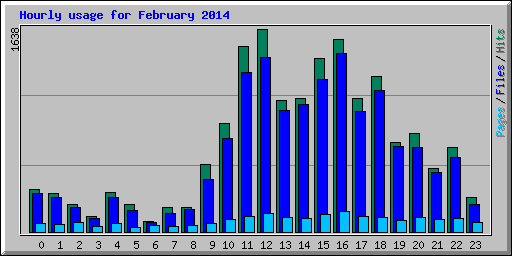 Hourly usage for February 2014
1638
Pages / Files / Hits
0 1 2 3 4 5 6 7 8 9 10 11 12 13 14 15 16 17 18 19 20 21 22 23